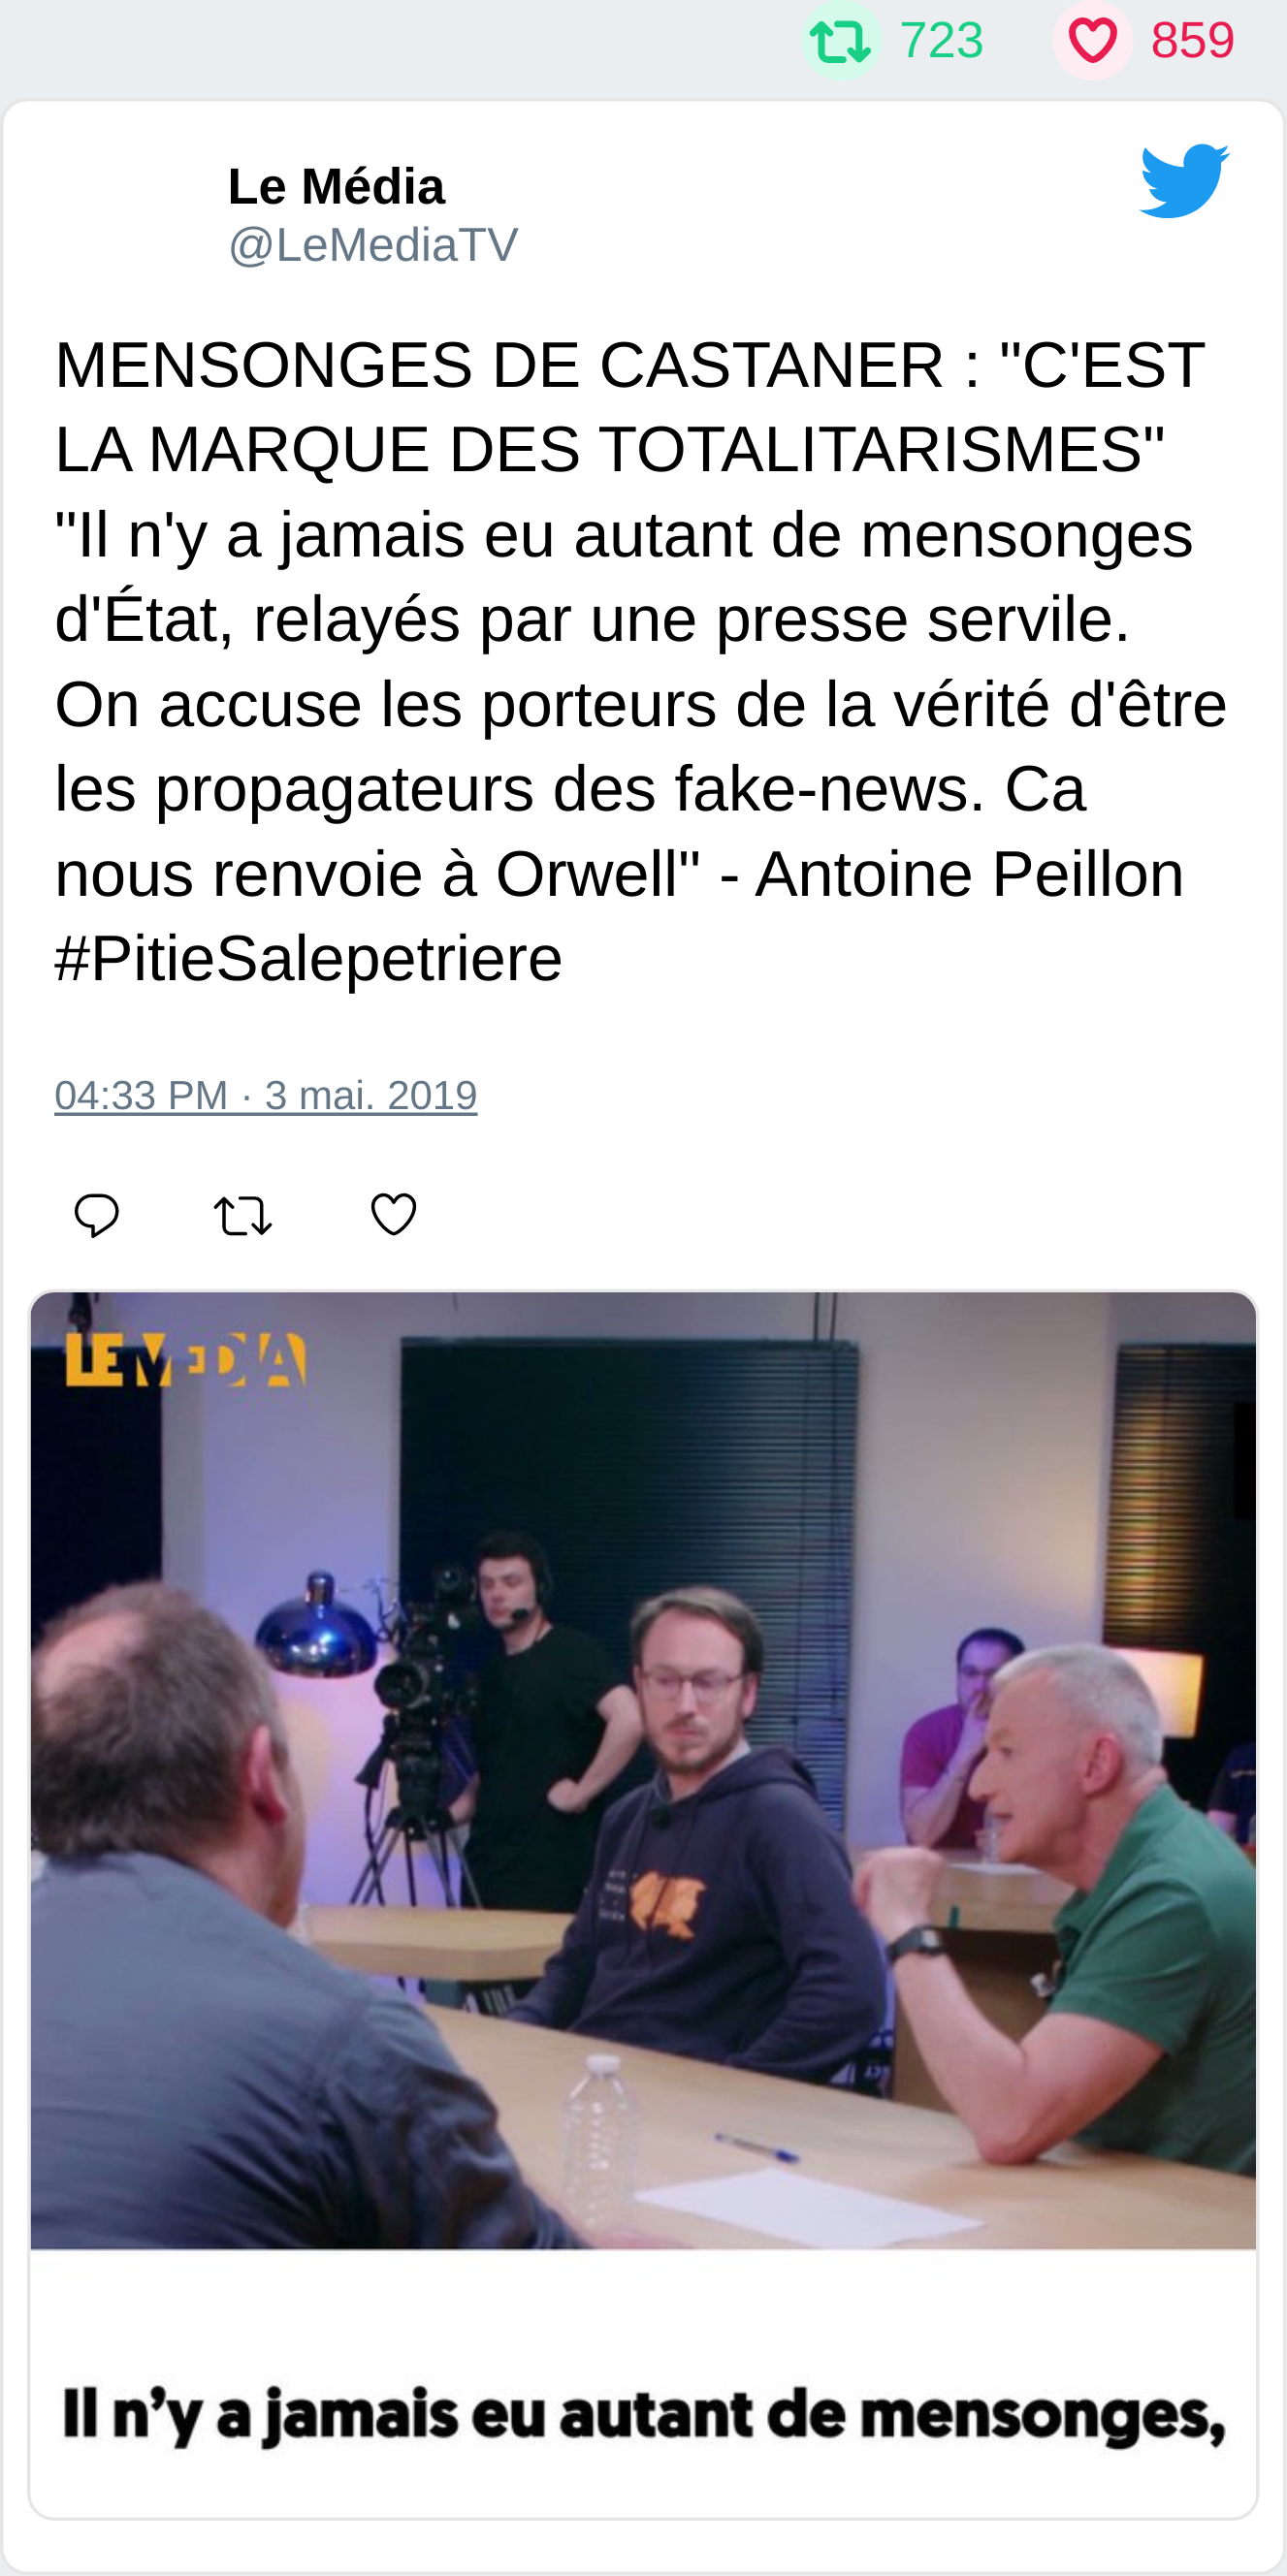 723 859
Le Média
@LeMediaTV
MENSONGES DE CASTANER : "C'EST
LA MARQUE DES TOTALITARISMES"
"Il n'y a jamais eu autant de mensonges
d'État, relayés par une presse servile.
On accuse les porteurs de la vérité d'être
les propagateurs des fake-news. Ca
nous renvoie à Orwell" - Antoine Peillon
#PitieSalepetriere
04:33 PM · 3 mai. 2019
LE MEDIA
Il n’y a jamais eu autant de mensonges,